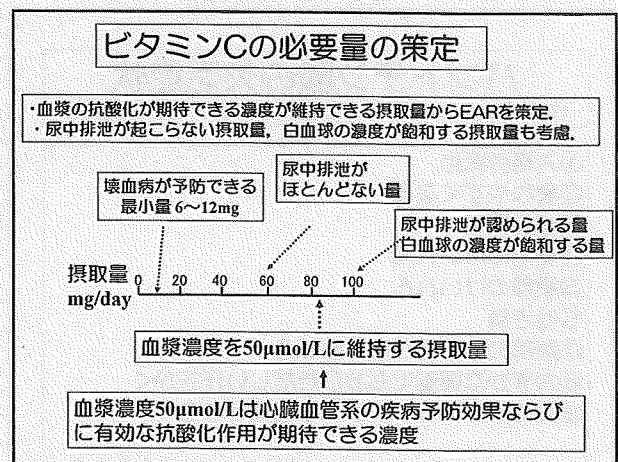 ビタミンCの必要量の策定
・血漿の抗酸化が期待できる濃度が維持できる摂取量からEARを策定.
・尿中排泄が起こらない摂取量, 白血球の濃度が飽和する摂取量も考慮.
尿中排泄が
ほとんどない量
壊血病が予防できる
最小量 6～12mg
尿中排泄が認められる量
白血球の濃度が飽和する量
摂取量 0 20 40 60 80 100
mg/day
血漿濃度を50μmol/Lに維持する摂取量
血漿濃度50μmol/Lは心臓血管系の疾病予防効果ならび
に有効な抗酸化作用が期待できる濃度